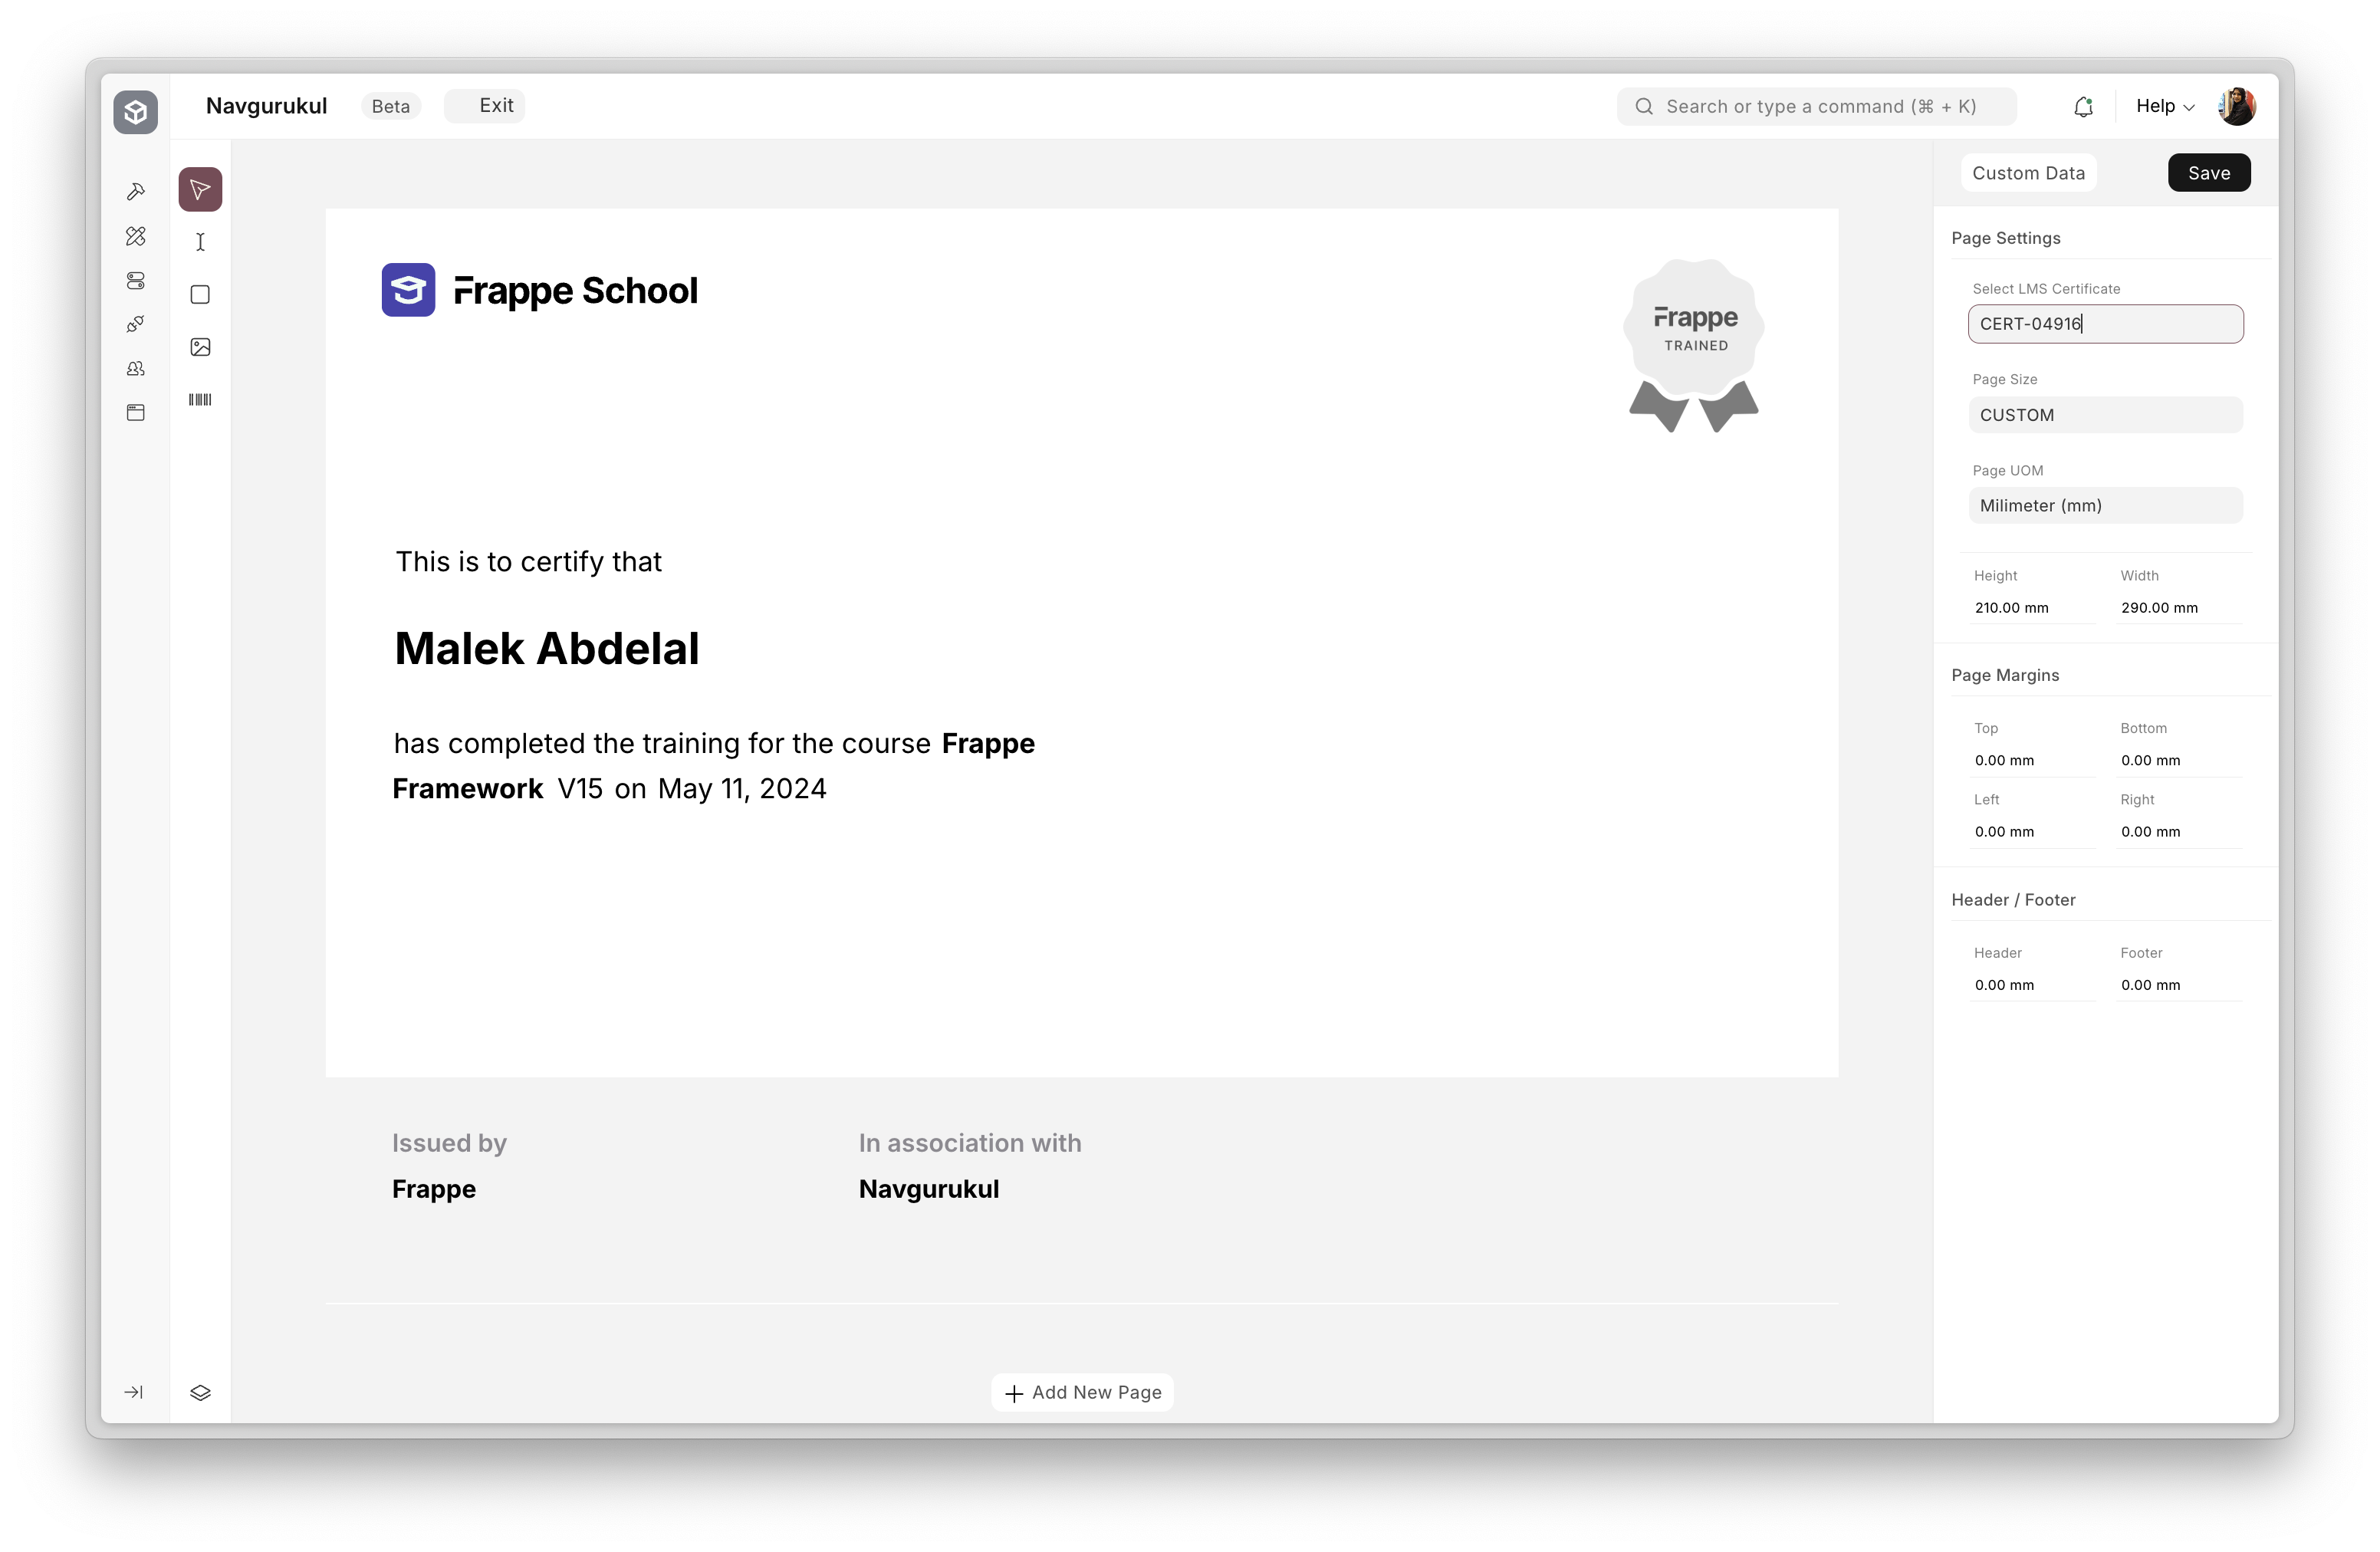 Navgurukul Beta Exit Search or type a command (⌘ + K) Help
Custom Data Save
Frappe School
Frappe
TRAINED
This is to certify that
Malek Abdelal
has completed the training for the course Frappe
Framework V15 on May 11, 2024
Issued by In association with
Frappe Navgurukul
Add New Page
Page Settings
Select LMS Certificate
CERT-04916
Page Size
CUSTOM
Page UOM
Milimeter (mm)
Height Width
210.00 mm 290.00 mm
Page Margins
Top Bottom
0.00 mm 0.00 mm
Left Right
0.00 mm 0.00 mm
Header / Footer
Header Footer
0.00 mm 0.00 mm